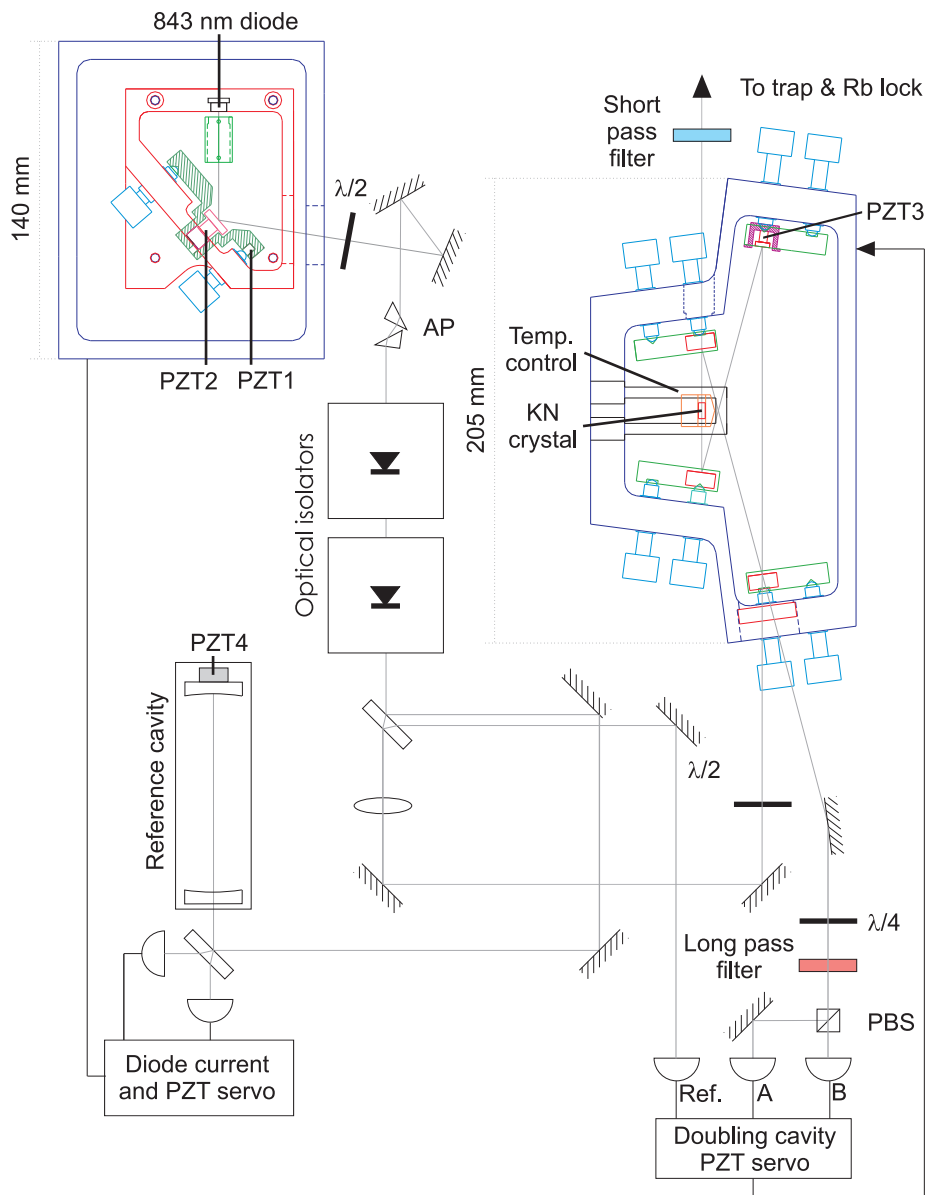 843 nm diode
140 mm
PZT2
PZT1
λ/2
AP
To trap & Rb lock
Short
pass
filter
PZT3
Temp.
control
KN
crystal
205 mm
Optical isolators
PZT4
Reference cavity
λ/2
λ/4
Long pass
filter
PBS
Ref.
A
B
Diode current
and PZT servo
Doubling cavity
PZT servo